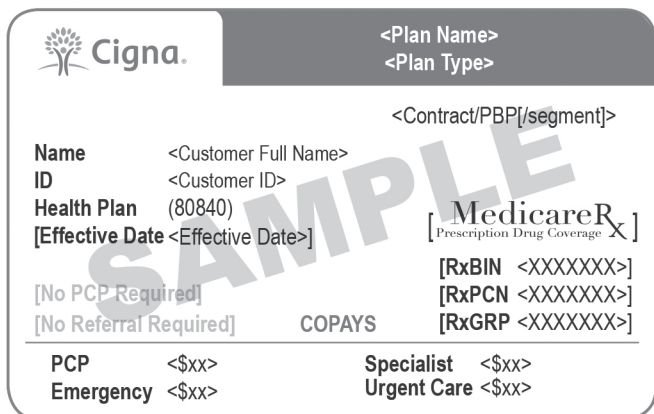 Cigna.
<Plan Name>
<Plan Type>
<Contract/PBP[/segment]>
Name <Customer Full Name>
ID <Customer ID>
Health Plan (80840)
[Effective Date <Effective Date>]
[MedicareRx
Prescription Drug Coverage]
SAMPLE
[RxBIN <XXXXXXX>]
[No PCP Required] [RxPCN <XXXXXXX>]
[No Referral Required] COPAYS [RxGRP <XXXXXXX>]
PCP <$xx> Specialist <$xx>
Emergency <$xx> Urgent Care <$xx>